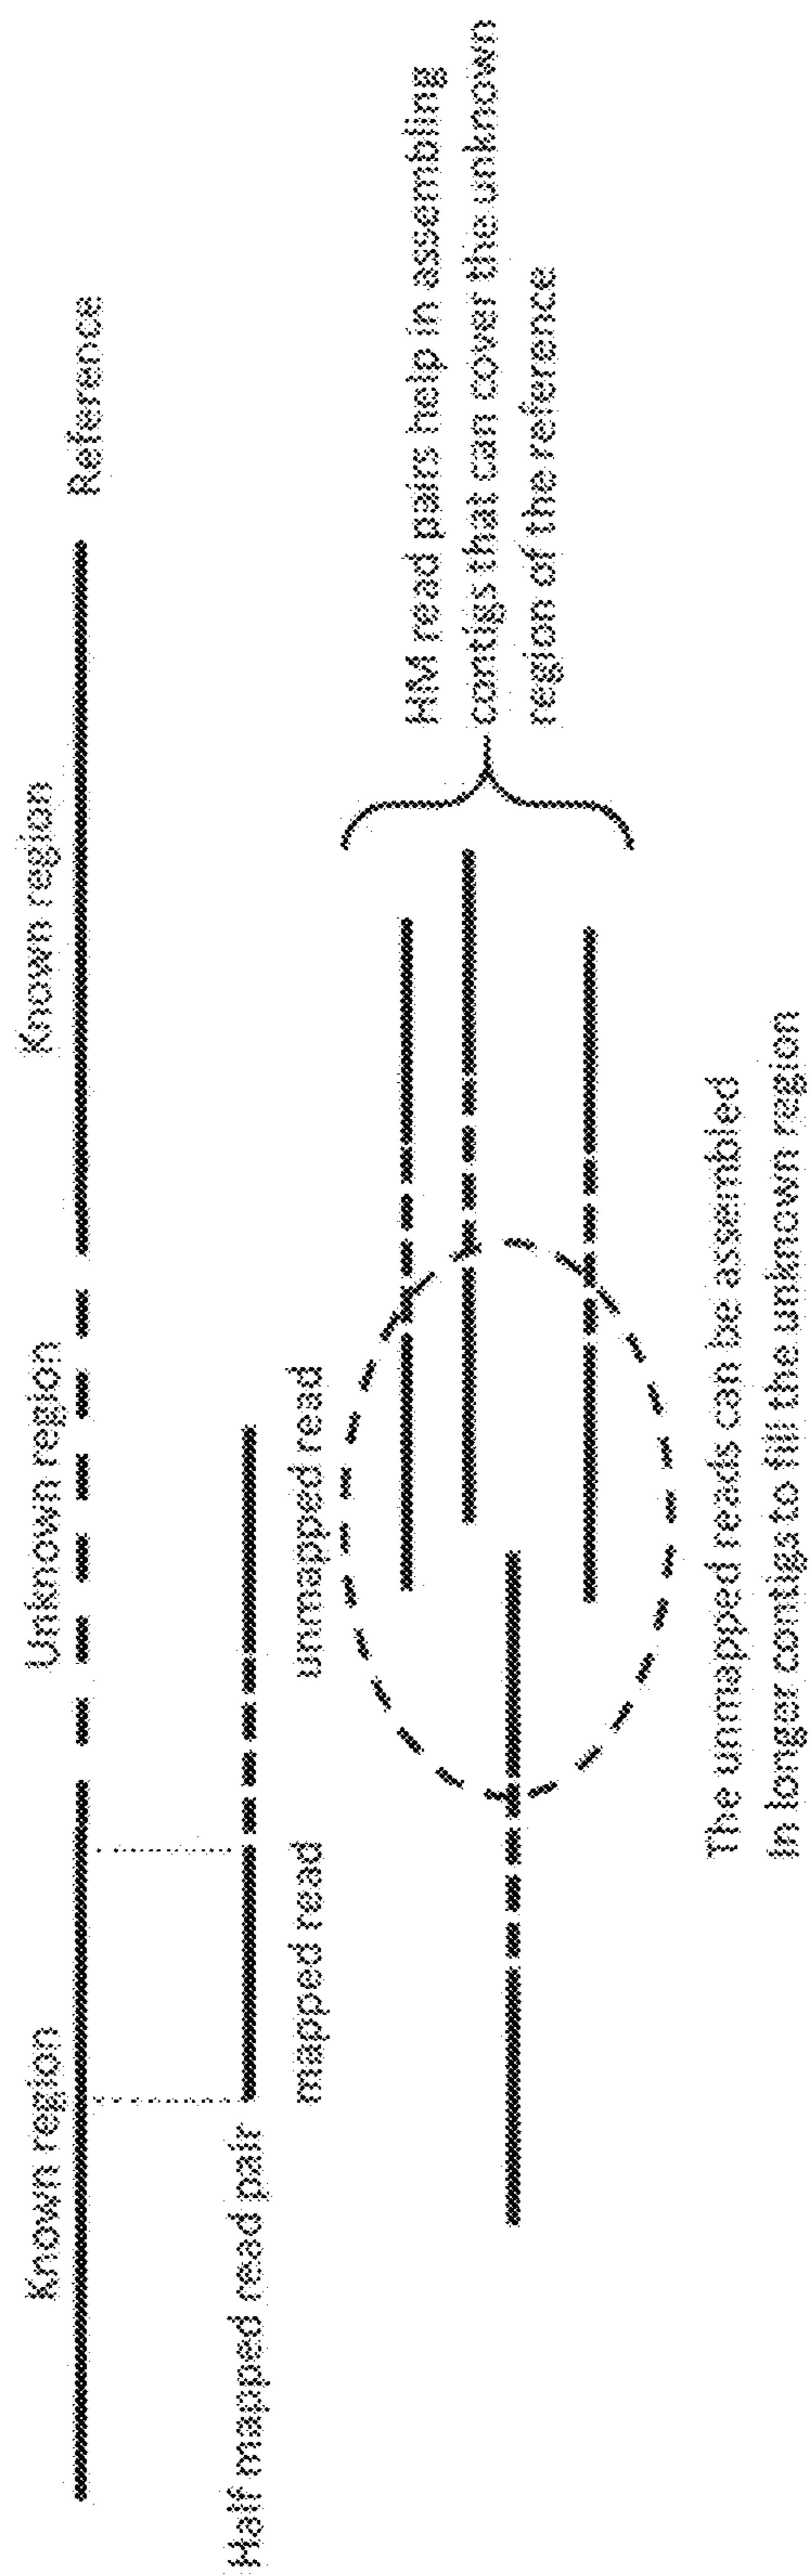 Known region
Unknown region
Known region
Reference
Half mapped read pair
mapped read
unmapped read
HM read pairs help in assembling
contigs that can cover the unknown
region of the reference
The unmapped reads can be assembled
in longer contigs to fill the unknown region